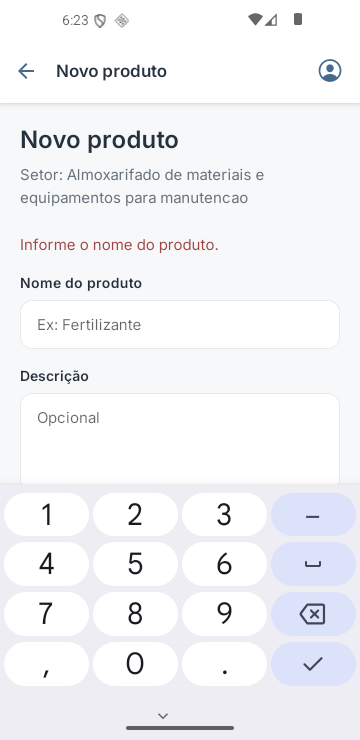 6:23
Novo produto
Novo produto
Setor: Almoxarifado de materiais e
equipamentos para manutencao
Informe o nome do produto.
Nome do produto
Ex: Fertilizante
Descrição
Opcional
1 2 3 –
4 5 6
7 8 9
, 0 .